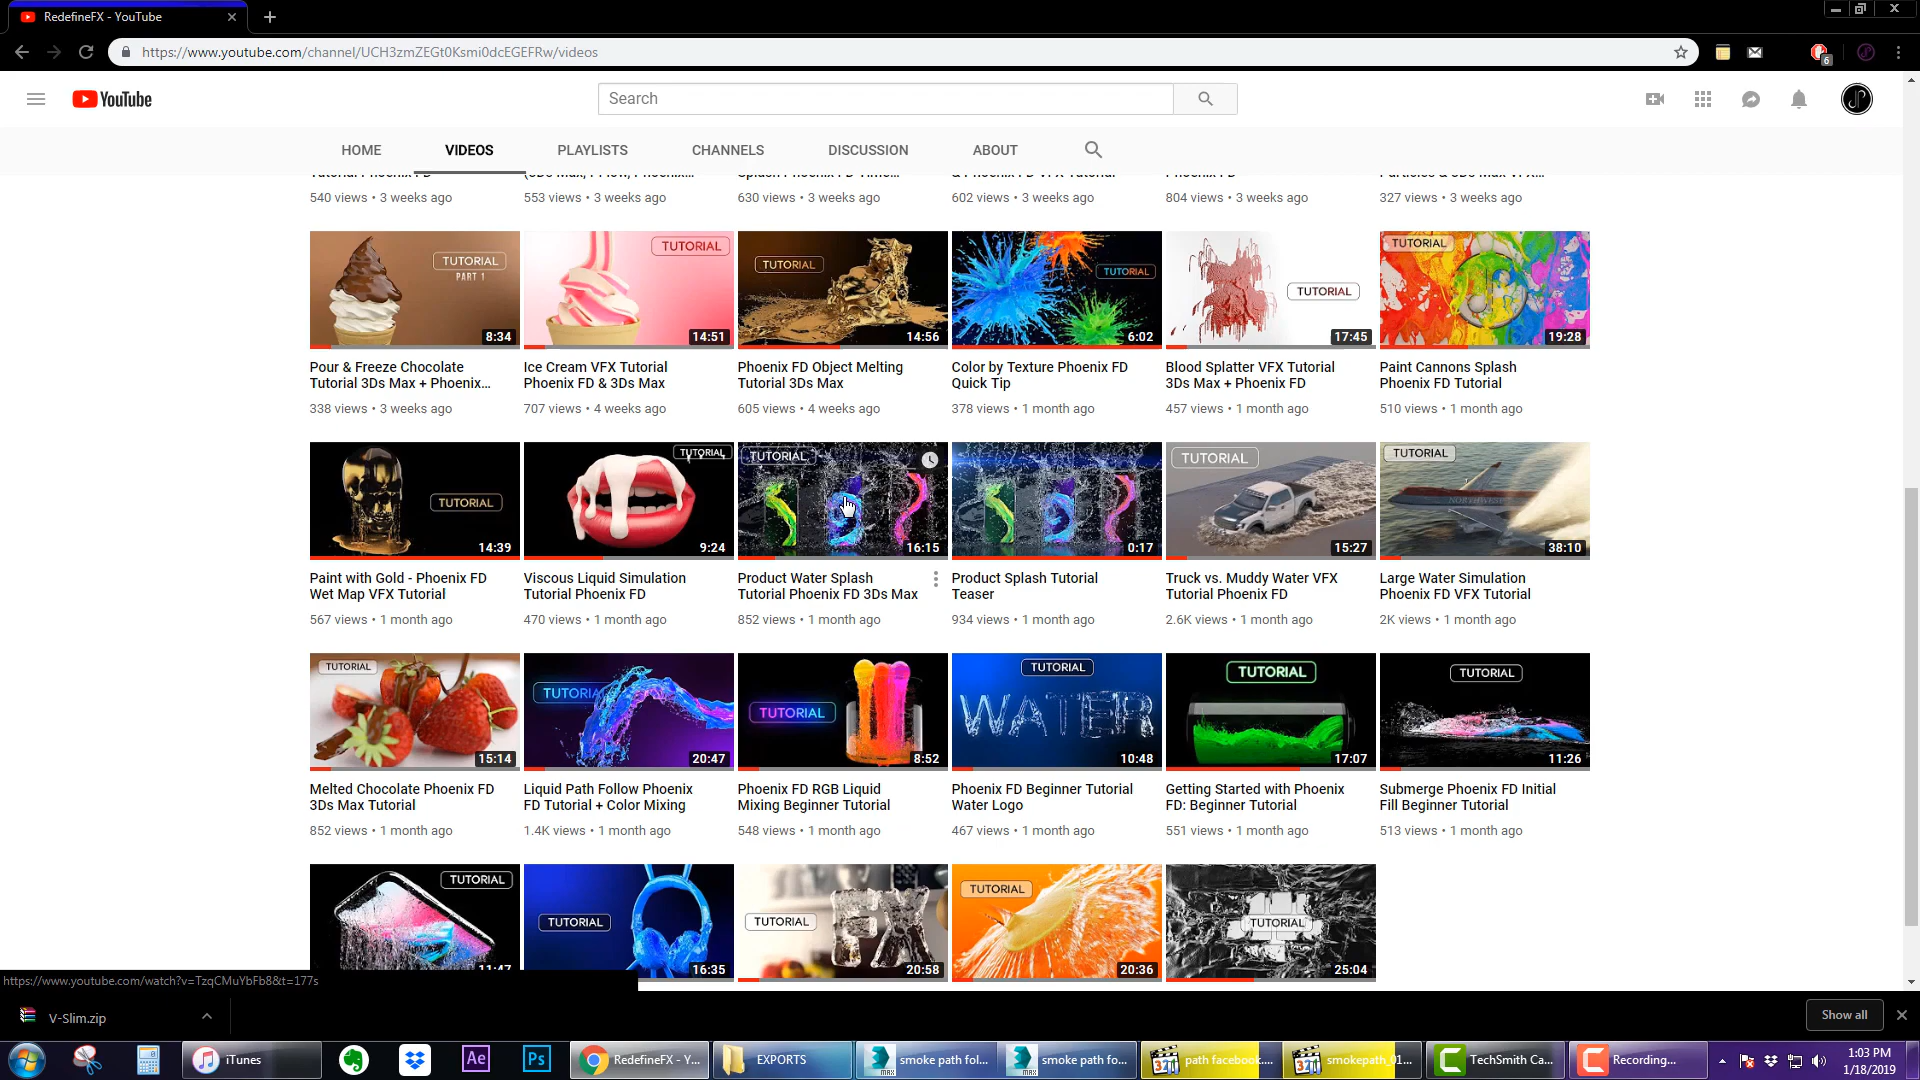 RedefineFX - YouTube
https://www.youtube.com/channel/UCH3zmZEGt0Ksmi0dcEGEFRw/videos
6
YouTube
Search
HOME VIDEOS PLAYLISTS CHANNELS DISCUSSION ABOUT
540 views • 3 weeks ago
553 views • 3 weeks ago
630 views • 3 weeks ago
602 views • 3 weeks ago
804 views • 3 weeks ago
327 views • 3 weeks ago
TUTORIAL
PART 1
8:34
TUTORIAL
14:51
TUTORIAL
14:56
TUTORIAL
6:02
TUTORIAL
17:45
TUTORIAL
19:28
Pour & Freeze Chocolate
Tutorial 3Ds Max + Phoenix...
338 views • 3 weeks ago
Ice Cream VFX Tutorial
Phoenix FD & 3Ds Max
707 views • 4 weeks ago
Phoenix FD Object Melting
Tutorial 3Ds Max
605 views • 4 weeks ago
Color by Texture Phoenix FD
Quick Tip
378 views • 1 month ago
Blood Splatter VFX Tutorial
3Ds Max + Phoenix FD
457 views • 1 month ago
Paint Cannons Splash
Phoenix FD Tutorial
510 views • 1 month ago
TUTORIAL
14:39
TUTORIAL
9:24
TUTORIAL
16:15
0:17
TUTORIAL
15:27
TUTORIAL
NORTHWEST
38:10
Paint with Gold - Phoenix FD
Wet Map VFX Tutorial
567 views • 1 month ago
Viscous Liquid Simulation
Tutorial Phoenix FD
470 views • 1 month ago
Product Water Splash
Tutorial Phoenix FD 3Ds Max
852 views • 1 month ago
Product Splash Tutorial
Teaser
934 views • 1 month ago
Truck vs. Muddy Water VFX
Tutorial Phoenix FD
2.6K views • 1 month ago
Large Water Simulation
Phoenix FD VFX Tutorial
2K views • 1 month ago
TUTORIAL
15:14
TUTORIA
20:47
TUTORIAL
8:52
TUTORIAL
WATER
10:48
TUTORIAL
17:07
TUTORIAL
11:26
Melted Chocolate Phoenix FD
3Ds Max Tutorial
852 views • 1 month ago
Liquid Path Follow Phoenix
FD Tutorial + Color Mixing
1.4K views • 1 month ago
Phoenix FD RGB Liquid
Mixing Beginner Tutorial
548 views • 1 month ago
Phoenix FD Beginner Tutorial
Water Logo
467 views • 1 month ago
Getting Started with Phoenix
FD: Beginner Tutorial
551 views • 1 month ago
Submerge Phoenix FD Initial
Fill Beginner Tutorial
513 views • 1 month ago
TUTORIAL
11:47
TUTORIAL
16:35
TUTORIAL
FX
20:58
TUTORIAL
20:36
TUTORIAL
25:04
https://www.youtube.com/watch?v=TzqCMuYbFb8&t=177s
V-Slim.zip
Show all
iTunes
Ae
Ps
RedefineFX - Y...
EXPORTS
MAX
smoke path fol...
MAX
smoke path fo...
321
path facebook....
321
smokepath_01...
TechSmith Ca...
Recording...
1:03 PM
1/18/2019